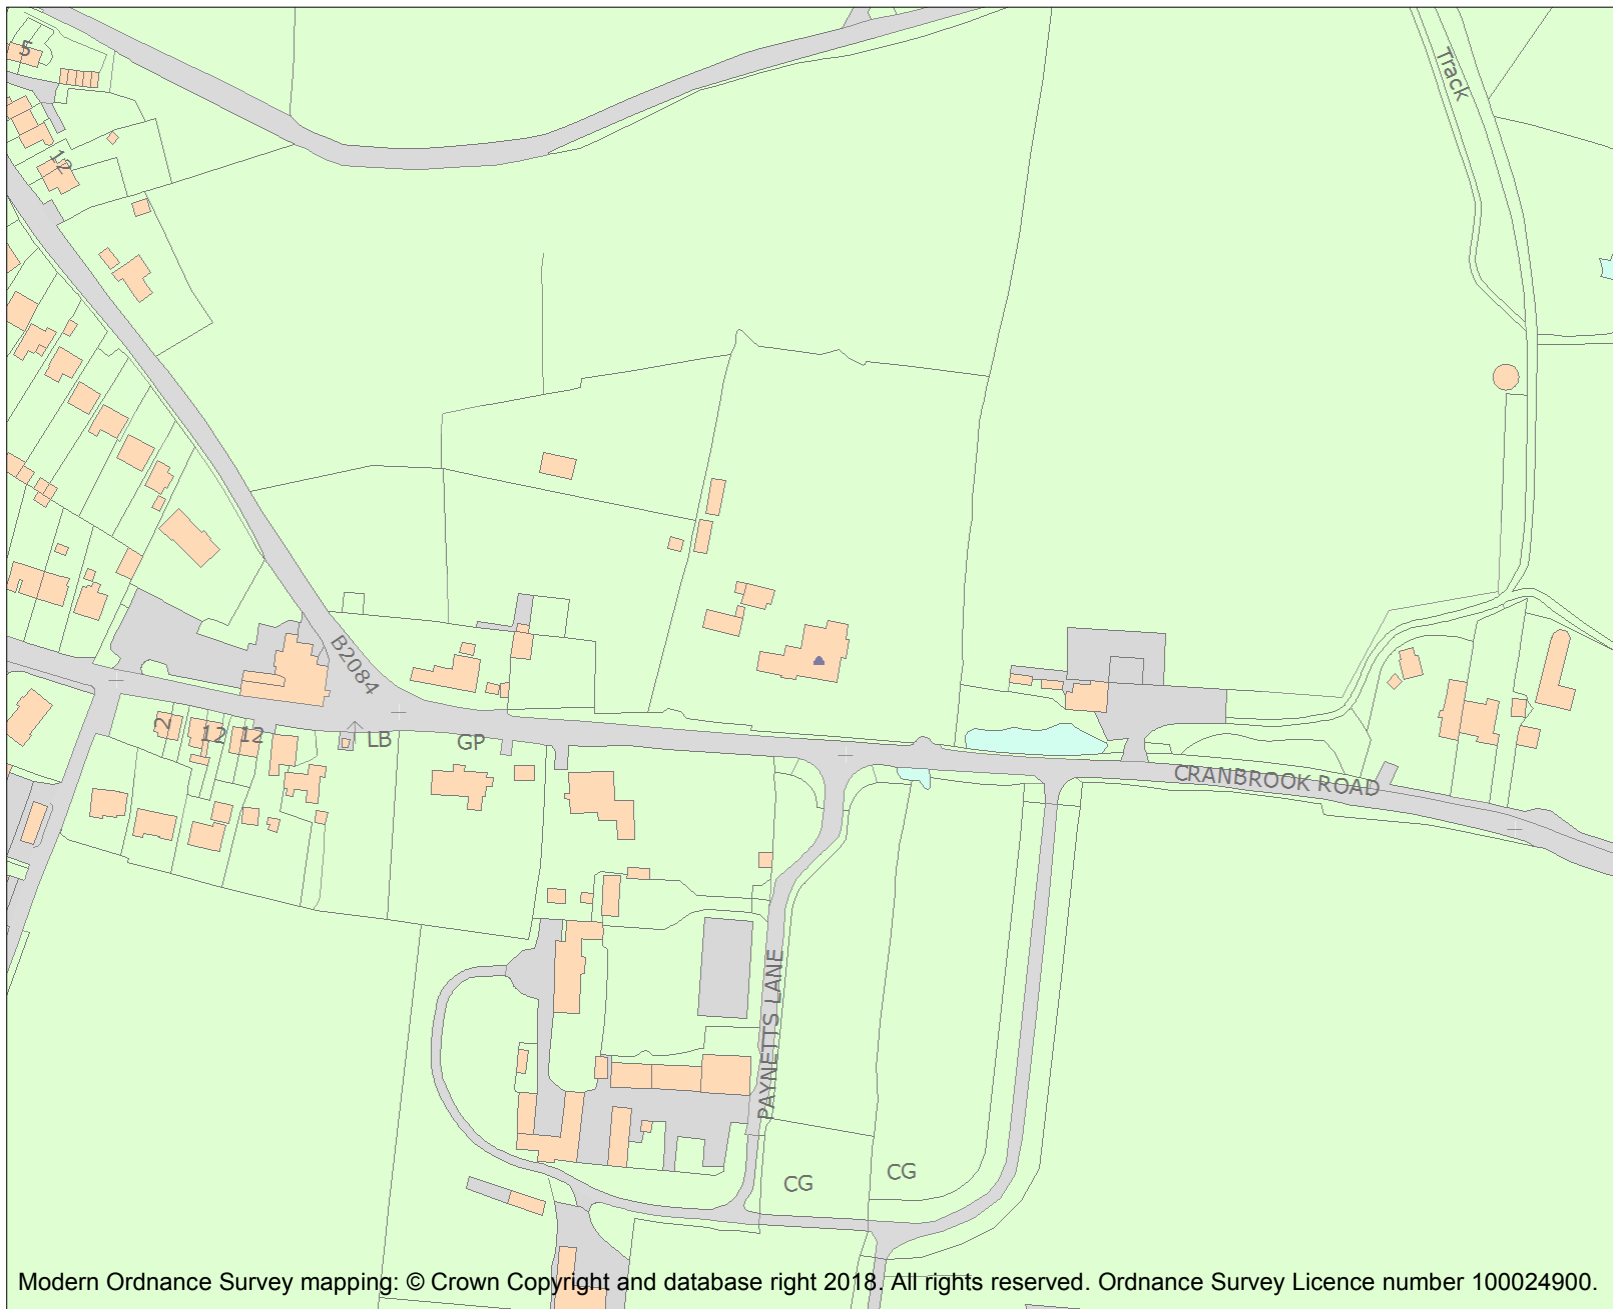 5
Track
12
B2084
2
12
12
LB
GP
CRANBROOK ROAD
PAYNETTS LANE
CG
CG
Modern Ordnance Survey mapping: © Crown Copyright and database right 2018. All rights reserved. Ordnance Survey Licence number 100024900.